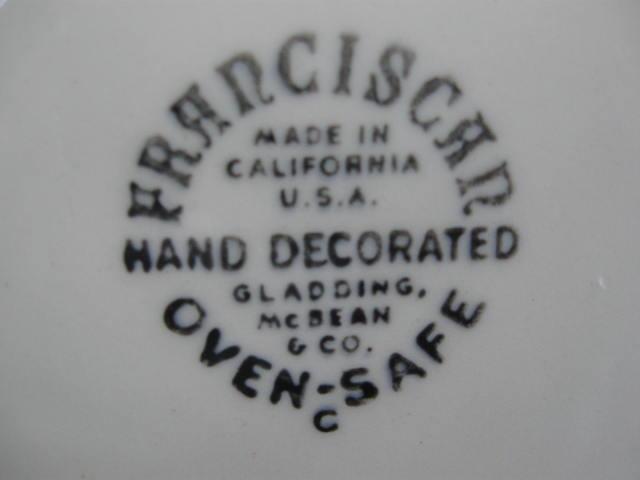 FRANCISCAN
MADE IN
CALIFORNIA
U.S.A.
HAND DECORATED
GLADDING,
MCBEAN
& CO.
OVEN-SAFE
C